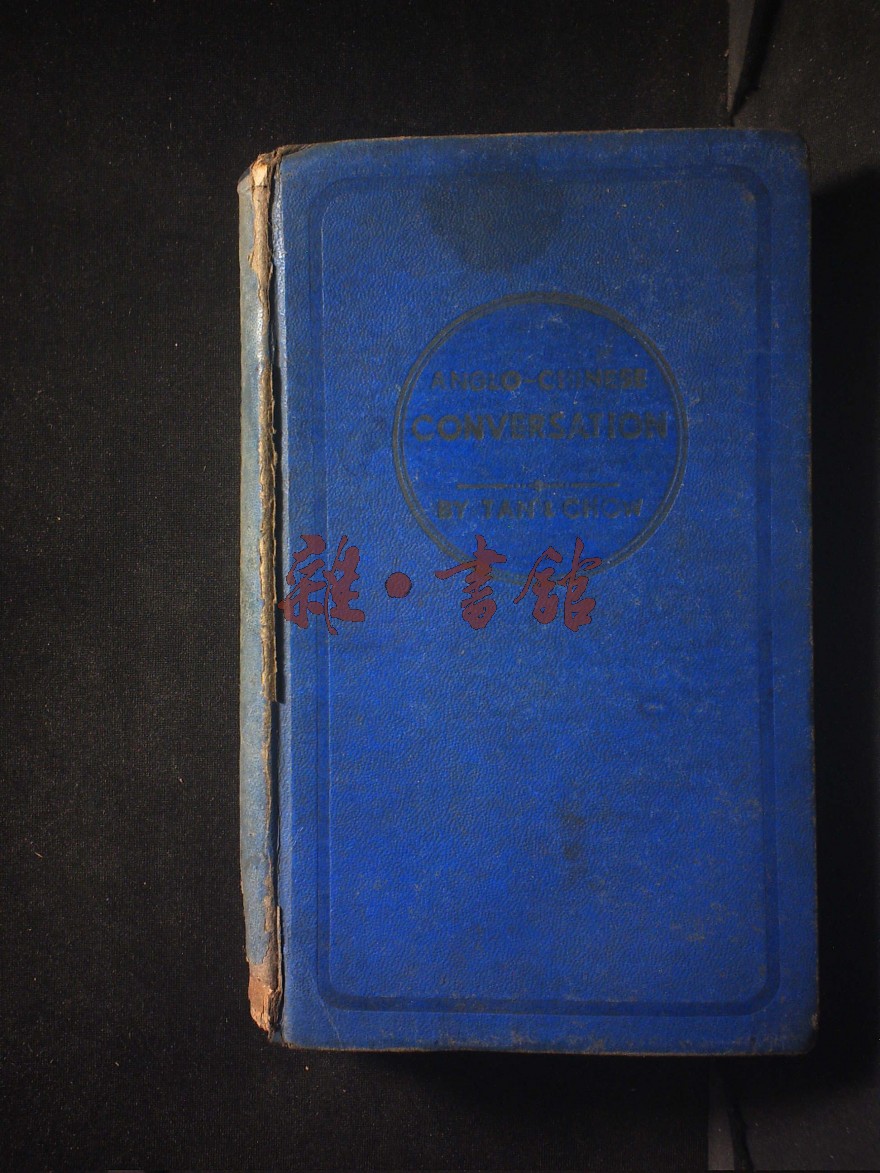 ANGLO-CHINESE
CONVERSATION
BY TAN & CHOW
雜·書館